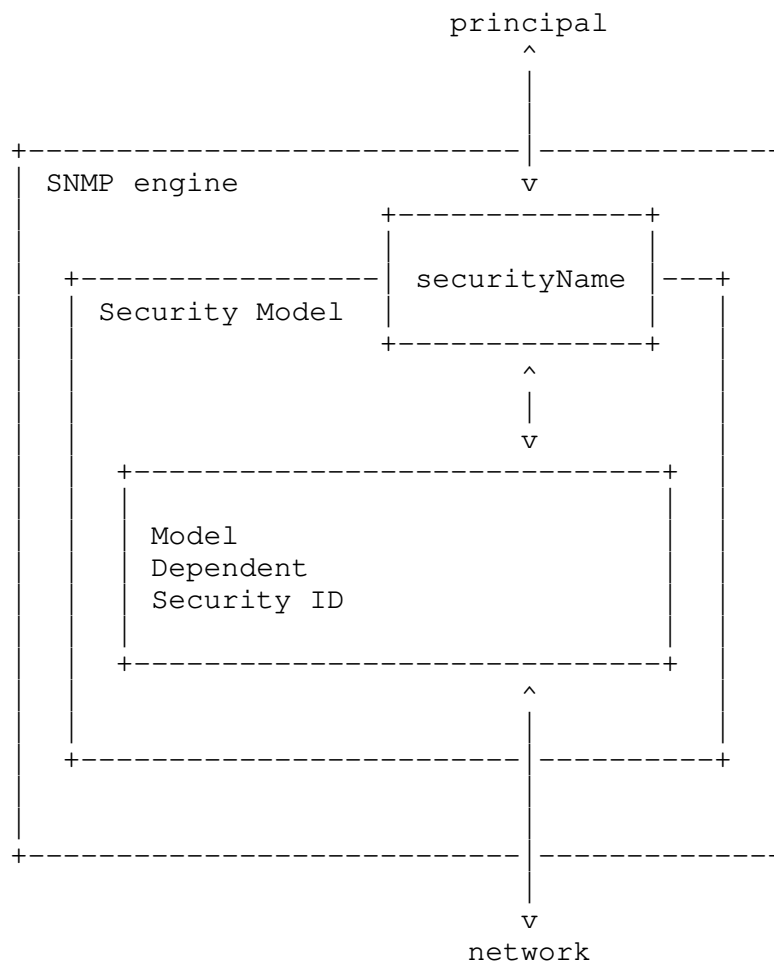 principal
SNMP engine
securityName
Security Model
Model
Dependent
Security ID
network